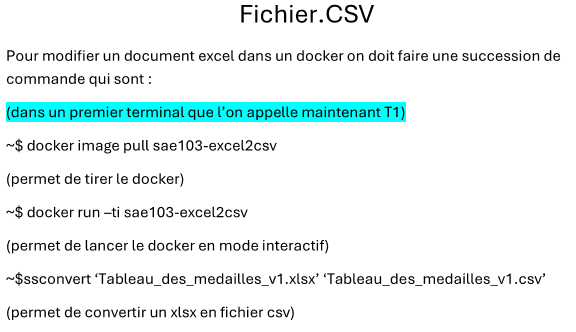 Fichier.CSV
Pour modifier un document excel dans un docker on doit faire une succession de
commande qui sont :
(dans un premier terminal que l’on appelle maintenant T1)
~$ docker image pull sae103-excel2csv
(permet de tirer le docker)
~$ docker run –ti sae103-excel2csv
(permet de lancer le docker en mode interactif)
~$ssconvert ‘Tableau_des_medailles_v1.xlsx’ ‘Tableau_des_medailles_v1.csv’
(permet de convertir un xlsx en fichier csv)